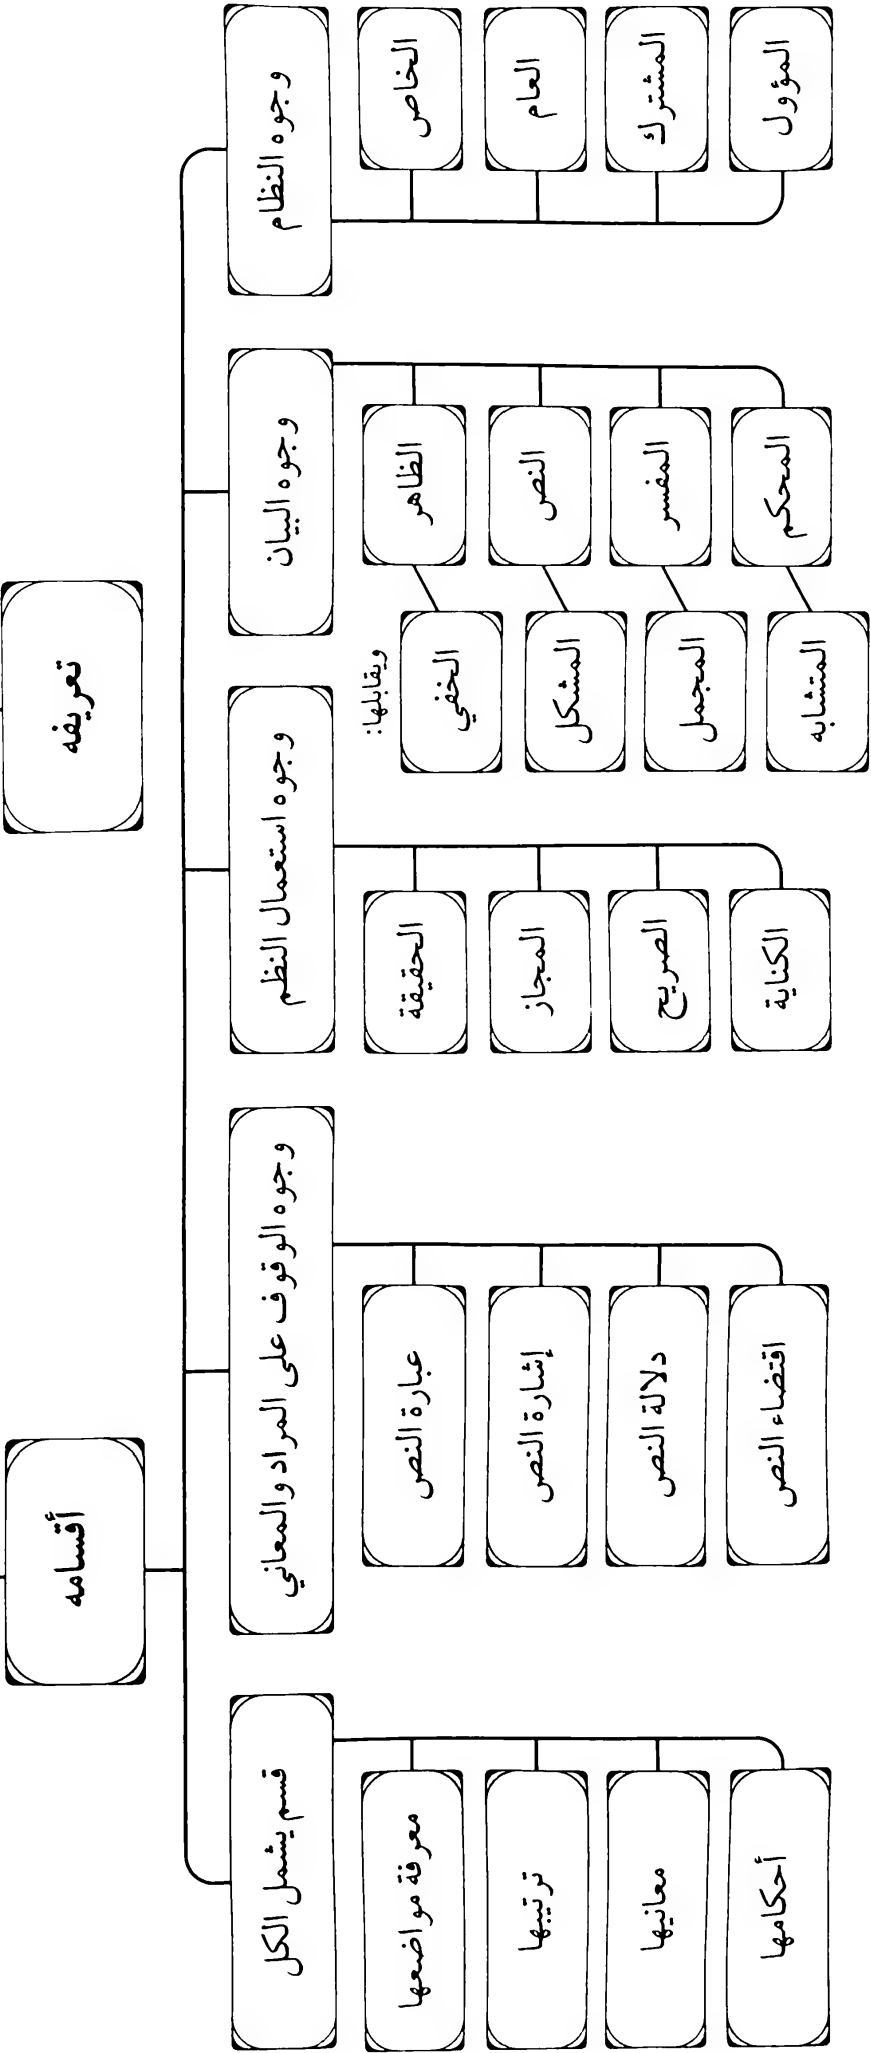 تعريفه
أقسامه
وجوه النظام
الخاص
العام
المشترك
المؤول
وجوه البيان
الظاهر
النص
المفسر
المحكم
ويقابلها:
الخفي
المشكل
المجمل
المتشابه
وجوه استعمال النظم
الحقيقة
المجاز
الصريح
الكناية
وجوه الوقوف على المراد والمعاني
عبارة النص
إشارة النص
دلالة النص
اقتضاء النص
قسم يشمل الكل
معرفة مواضعها
ترتيبها
معانيها
أحكامها